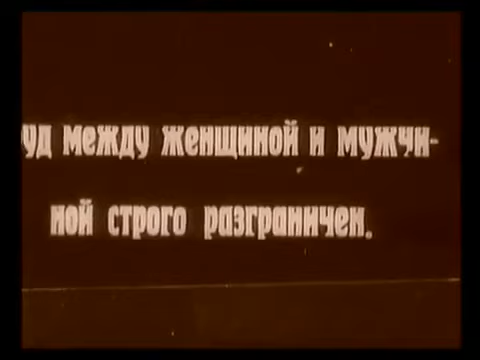 уд между женщиной и мужчи-
ной строго разграничен.